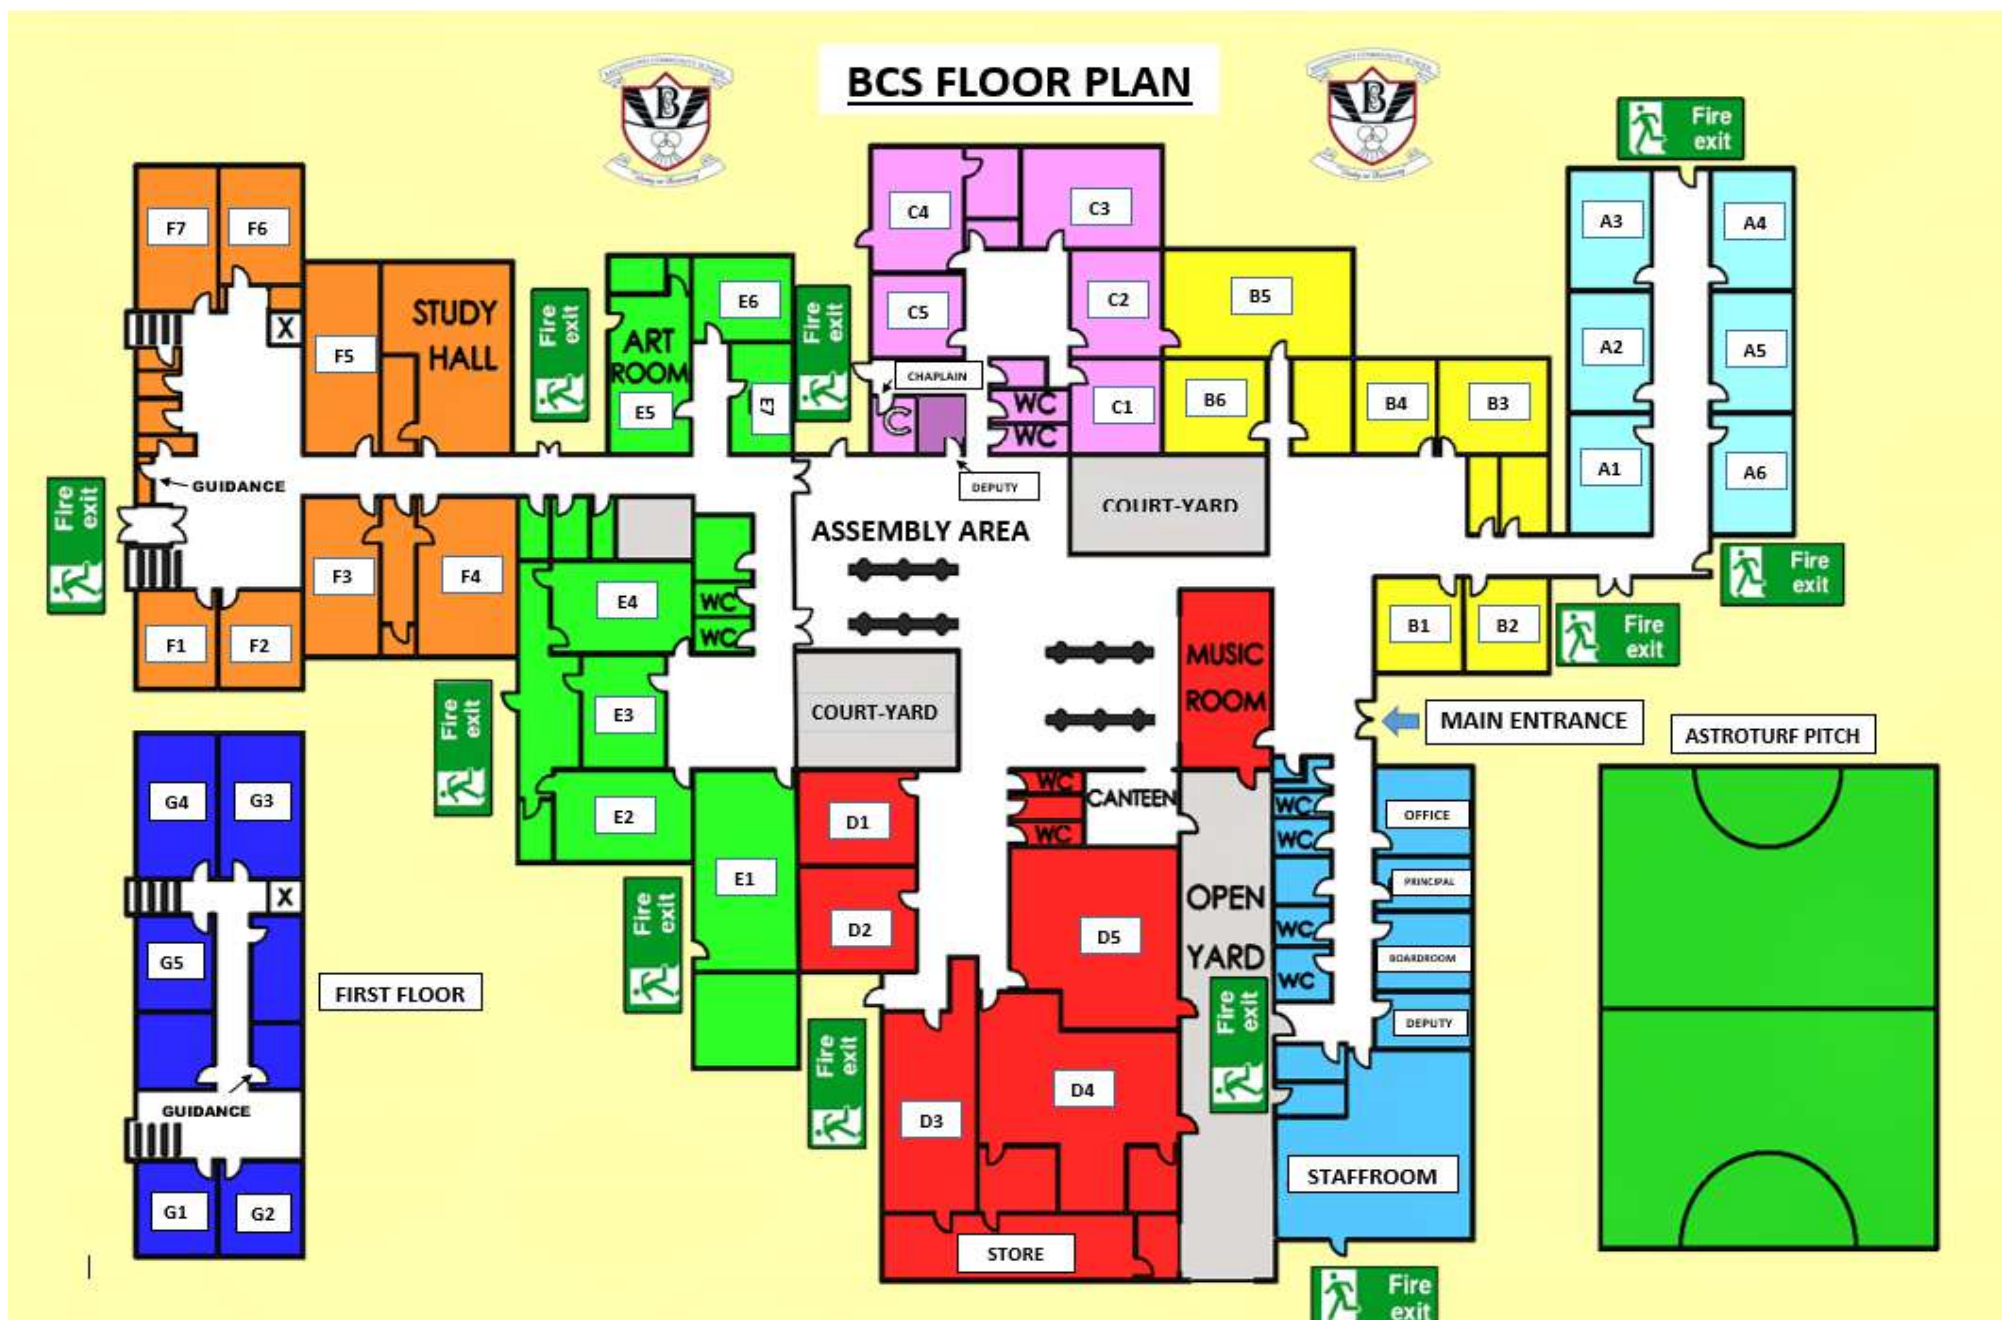 BCS FLOOR PLAN
Fire
exit
F7
F6
C4
C3
A3
A4
STUDY
HALL
X
F5
Fire
exit
E6
ART
ROOM
E5
E7
Fire
exit
C5
C2
B5
A2
A5
CHAPLAIN
C
WC
WC
C1
B6
B4
B3
A1
A6
GUIDANCE
Fire
exit
DEPUTY
ASSEMBLY AREA
COURT-YARD
Fire
exit
F3
F4
E4
WC
WC
F1
F2
B1
B2
Fire
exit
MUSIC
ROOM
E3
COURT-YARD
MAIN ENTRANCE
ASTROTURF PITCH
Fire
exit
G4
G3
X
E2
D1
WC
WC
CANTEEN
WC
WC
OFFICE
E1
PRINCIPAL
OPEN
YARD
D2
D5
WC
WC
BOARDROOM
G5
FIRST FLOOR
Fire
exit
Fire
exit
Fire
exit
DEPUTY
GUIDANCE
D3
D4
STAFFROOM
G1
G2
STORE
Fire
exit